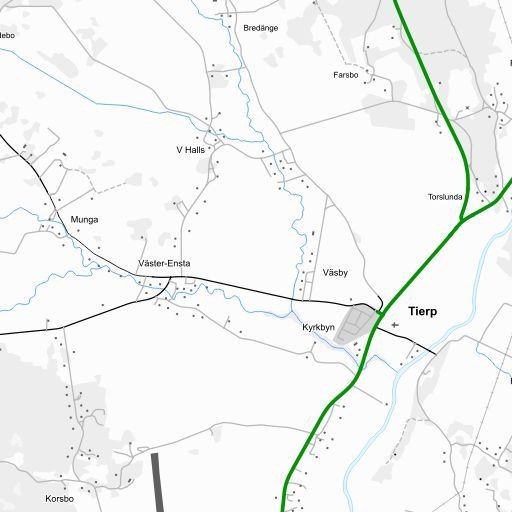 Bredänge
Farsbo
V Halls
Torslunda
Munga
Väster-Ensta
Väsby
Tierp
Kyrkbyn
Korsbo